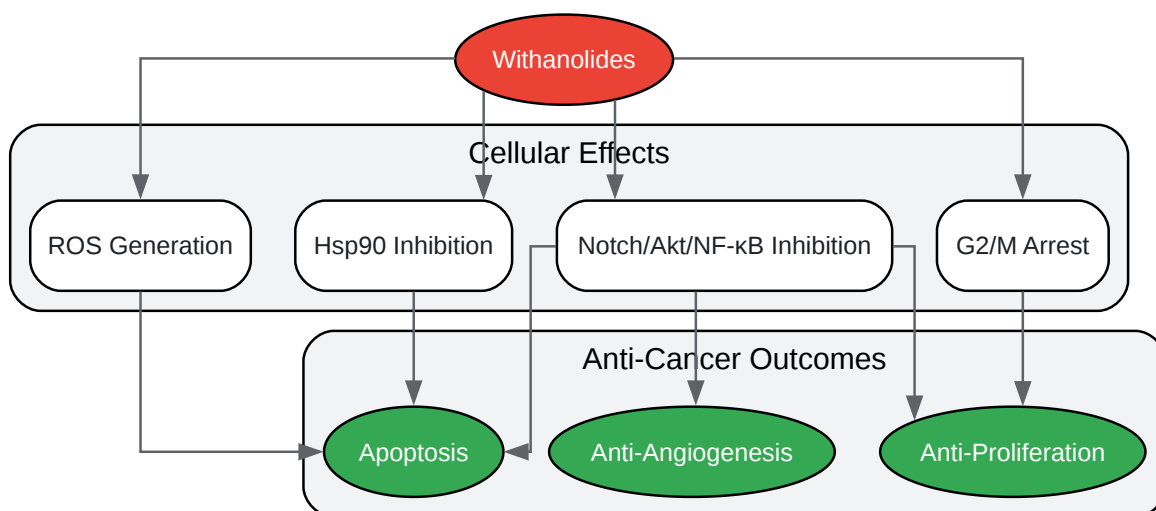 Withanolides
Cellular Effects
ROS Generation
Hsp90 Inhibition
Notch/Akt/NF-κB Inhibition
G2/M Arrest
Anti-Cancer Outcomes
Apoptosis
Anti-Angiogenesis
Anti-Proliferation